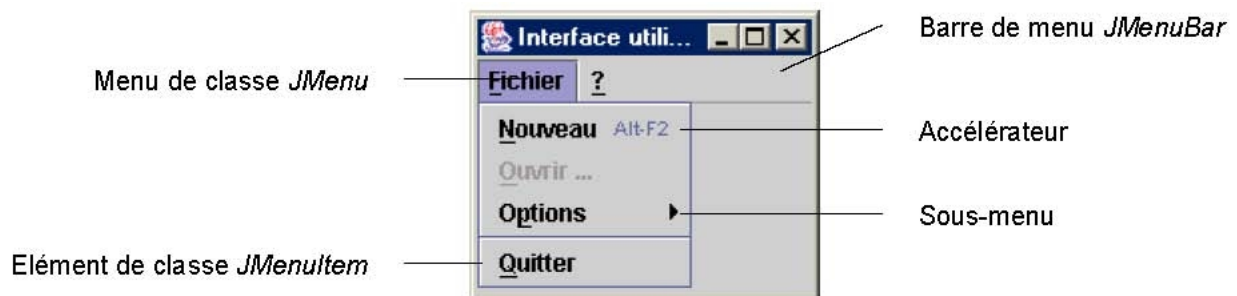 Interface utili...
Barre de menu JMenuBar
Menu de classe JMenu
Fichier ?
Nouveau Alt-F2
Accélérateur
Ouvrir ...
Options
Sous-menu
Elément de classe JMenuItem
Quitter